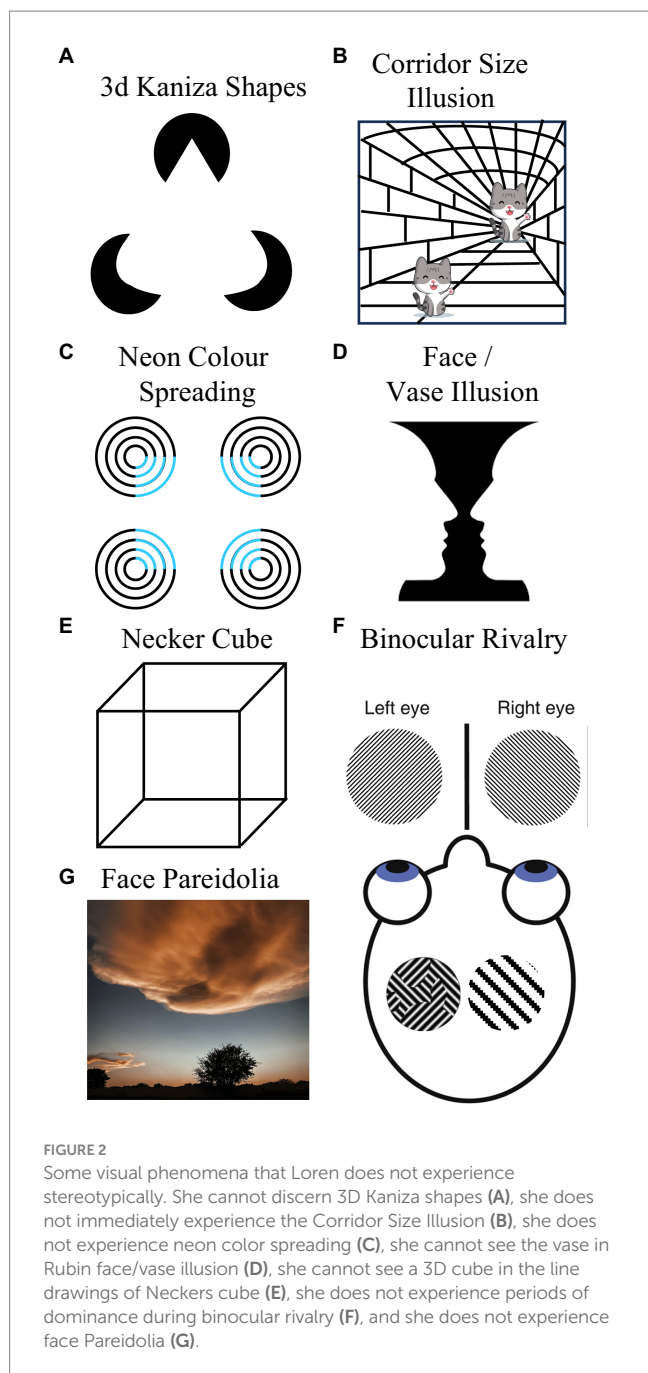 A
3d Kaniza Shapes
B
Corridor Size
Illusion
C
Neon Colour
Spreading
D
Face /
Vase Illusion
E
Necker Cube
F
Binocular Rivalry
Left eye
Right eye
G
Face Pareidolia
FIGURE 2
Some visual phenomena that Loren does not experience
stereotypically. She cannot discern 3D Kaniza shapes (A), she does
not immediately experience the Corridor Size Illusion (B), she does
not experience neon color spreading (C), she cannot see the vase in
Rubin face/vase illusion (D), she cannot see a 3D cube in the line
drawings of Neckers cube (E), she does not experience periods of
dominance during binocular rivalry (F), and she does not experience
face Pareidolia (G).